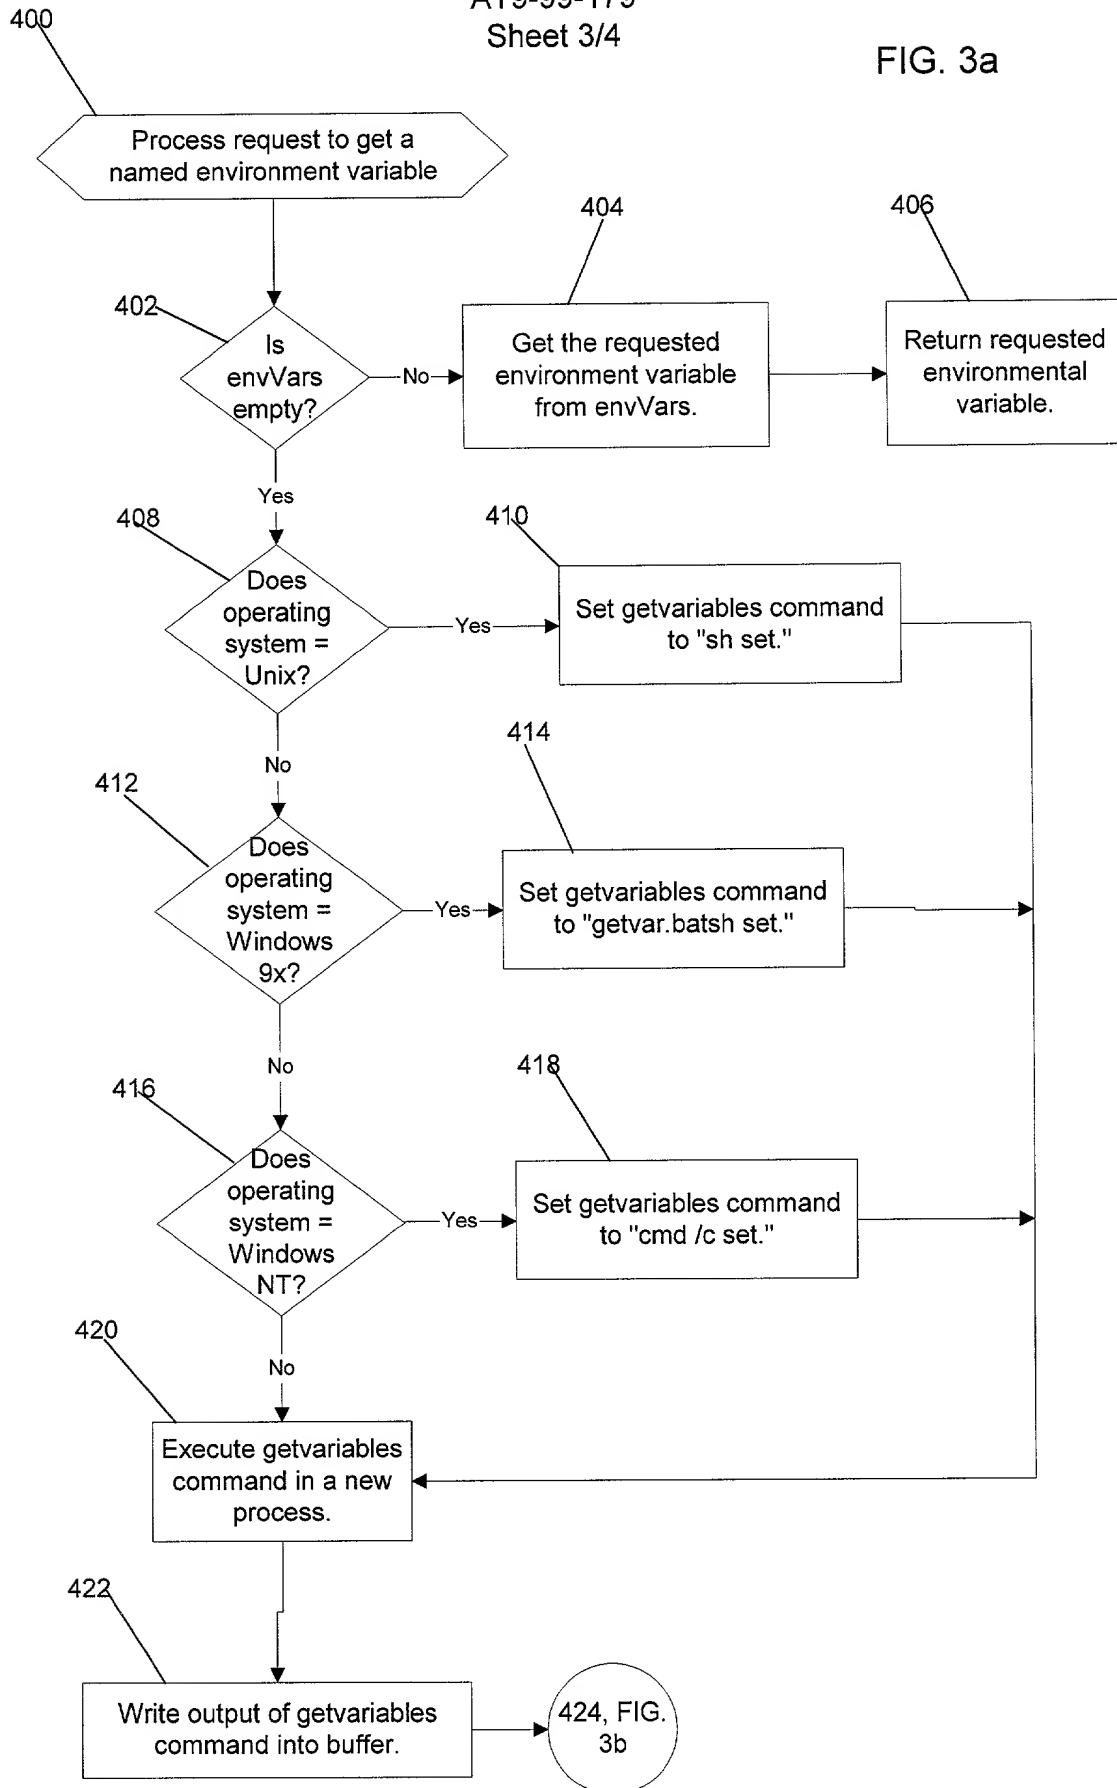 AT9-99-179
Sheet 3/4
FIG. 3a
400
Process request to get a
named environment variable
402
Is
envVars
empty?
No
404
Get the requested
environment variable
from envVars.
406
Return requested
environmental
variable.
Yes
408
Does
operating
system =
Unix?
Yes
410
Set getvariables command
to "sh set."
No
412
Does
operating
system =
Windows
9x?
Yes
414
Set getvariables command
to "getvar.batsh set."
No
416
Does
operating
system =
Windows
NT?
Yes
418
Set getvariables command
to "cmd /c set."
No
420
Execute getvariables
command in a new
process.
422
Write output of getvariables
command into buffer.
424, FIG.
3b